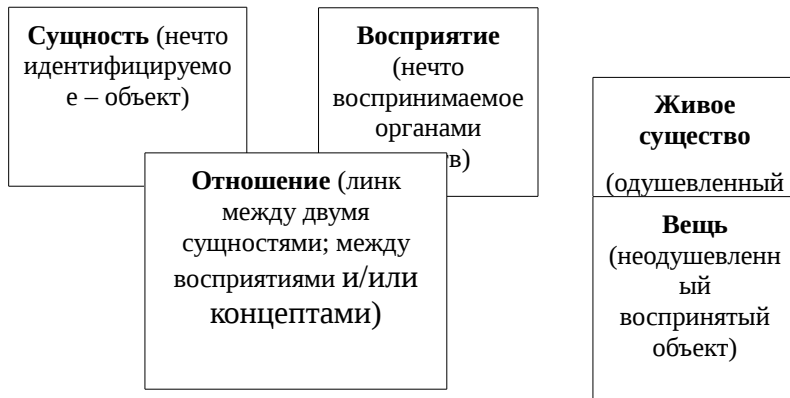 Сущность (нечто
идентифицируемо
е – объект)
Восприятие
(нечто
воспринимаемое
органами
в)
Отношение (линк
между двумя
сущностями; между
восприятиями и/или
концептами)
Живое
существо
(одушевленный
Вещь
(неодушевленн
ый
воспринятый
объект)